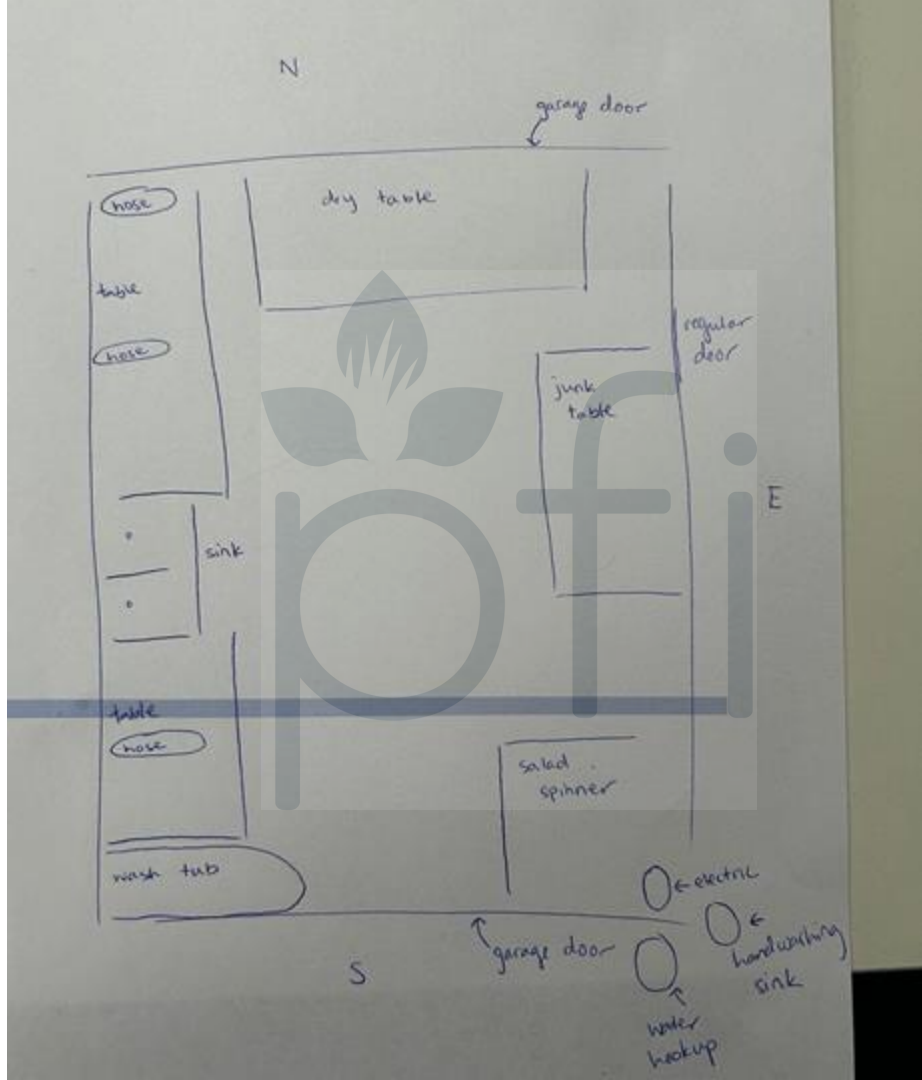 N
garage door
hose
dry table
table
hose
regular
door
junk
table
E
sink
table
hose
salad
spinner
wash tub
electric
handwashing
sink
garage door
S
water
hookup
pfi